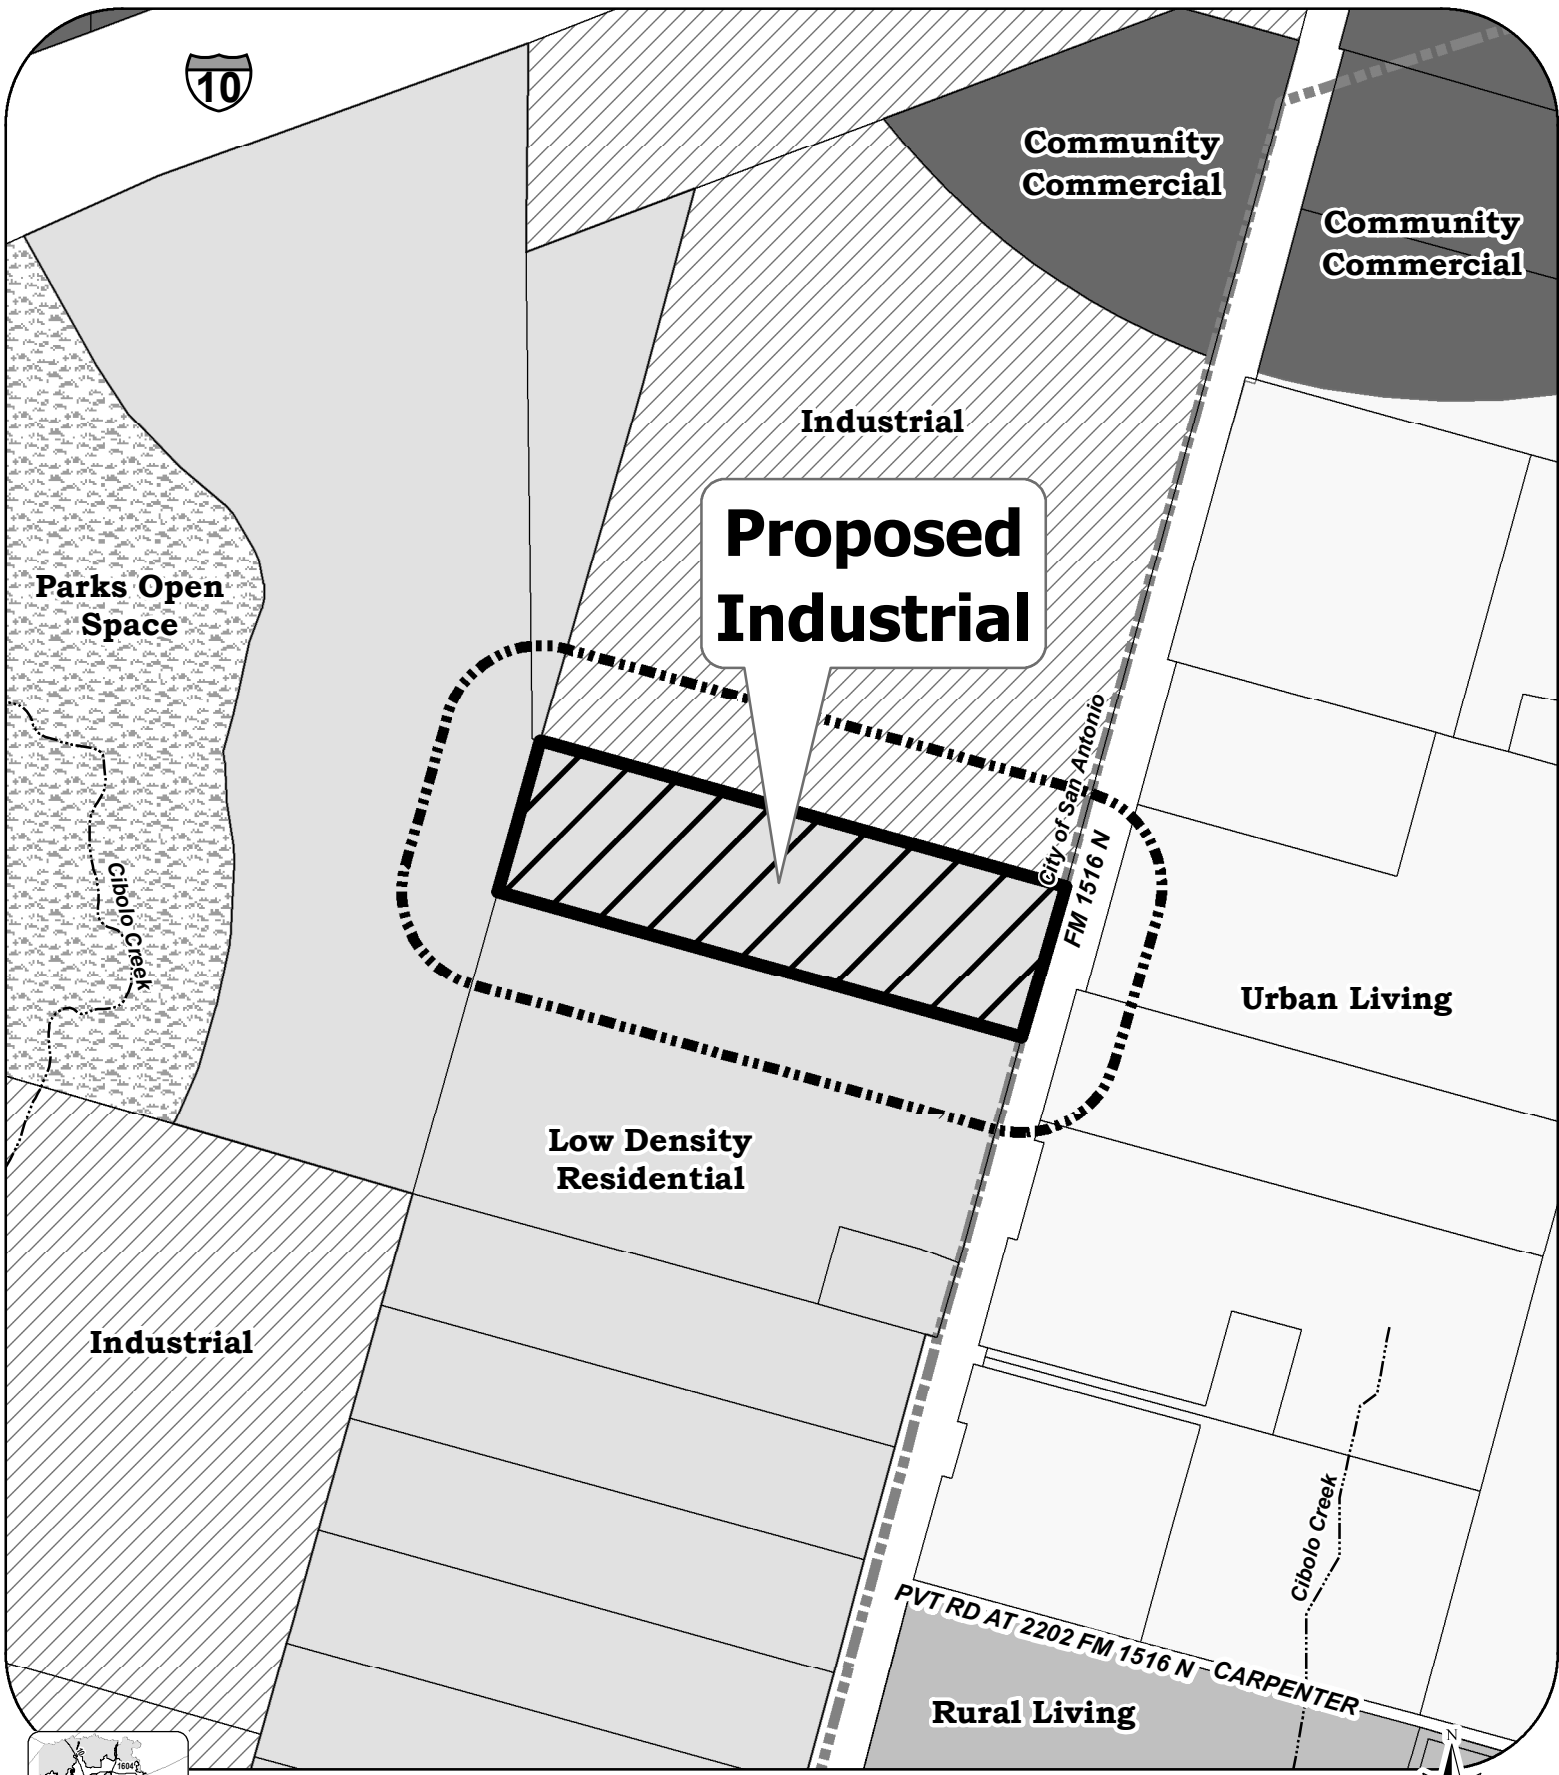 10
Community
Commercial
Community
Commercial
Industrial
Proposed
Industrial
Parks Open
Space
City of San Antonio
FM 1516 N
Cibolo Creek
Urban Living
Low Density
Residential
Industrial
Cibolo Creek
PVT RD AT 2202 FM 1516 N CARPENTER
Rural Living
N
1604